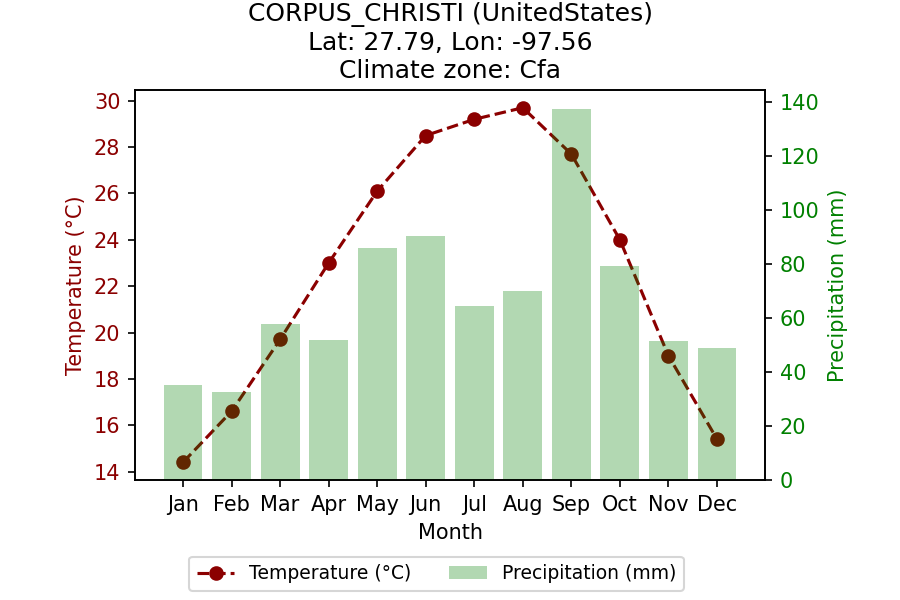 CORPUS_CHRISTI (UnitedStates)
Lat: 27.79, Lon: -97.56
Climate zone: Cfa
30
28
26
24
22
20
18
16
14
Temperature (°C)
140
120
100
80
60
40
20
0
Precipitation (mm)
Jan Feb Mar Apr May Jun Jul Aug Sep Oct Nov Dec
Month
Temperature (°C) Precipitation (mm)